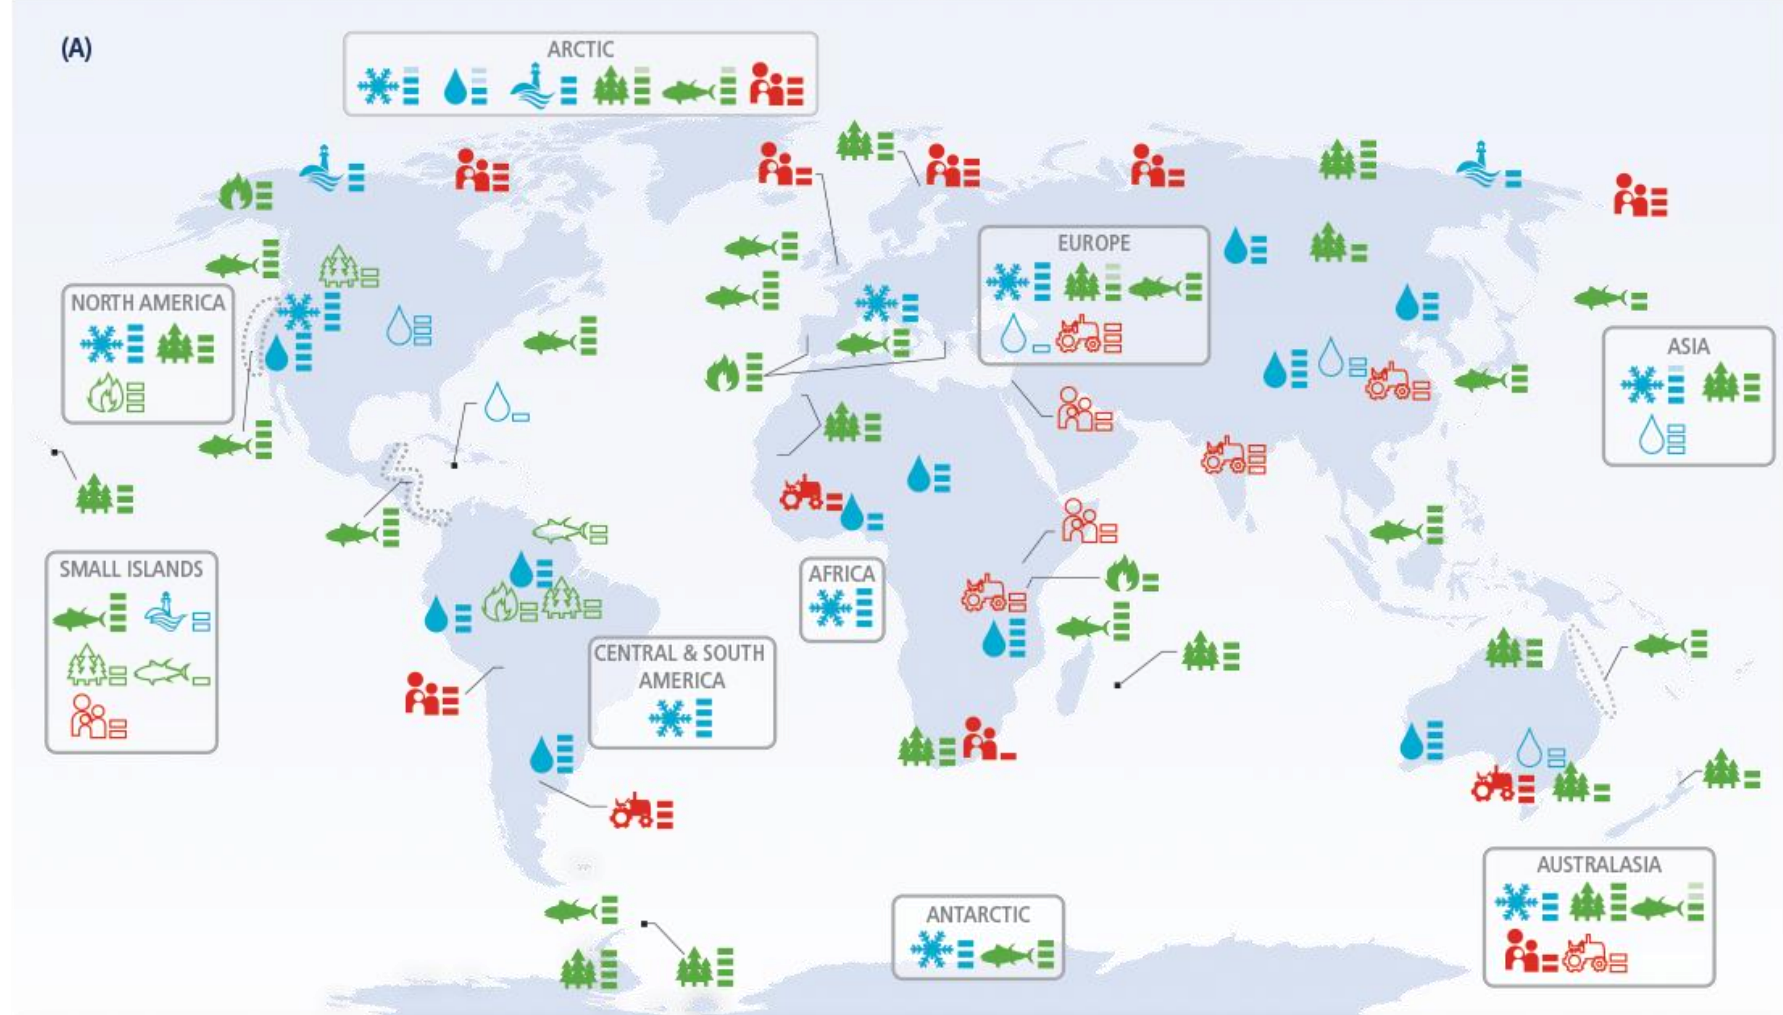 (A)
ARCTIC
EUROPE
NORTH AMERICA
ASIA
SMALL ISLANDS
AFRICA
CENTRAL & SOUTH
AMERICA
AUSTRALASIA
ANTARCTIC